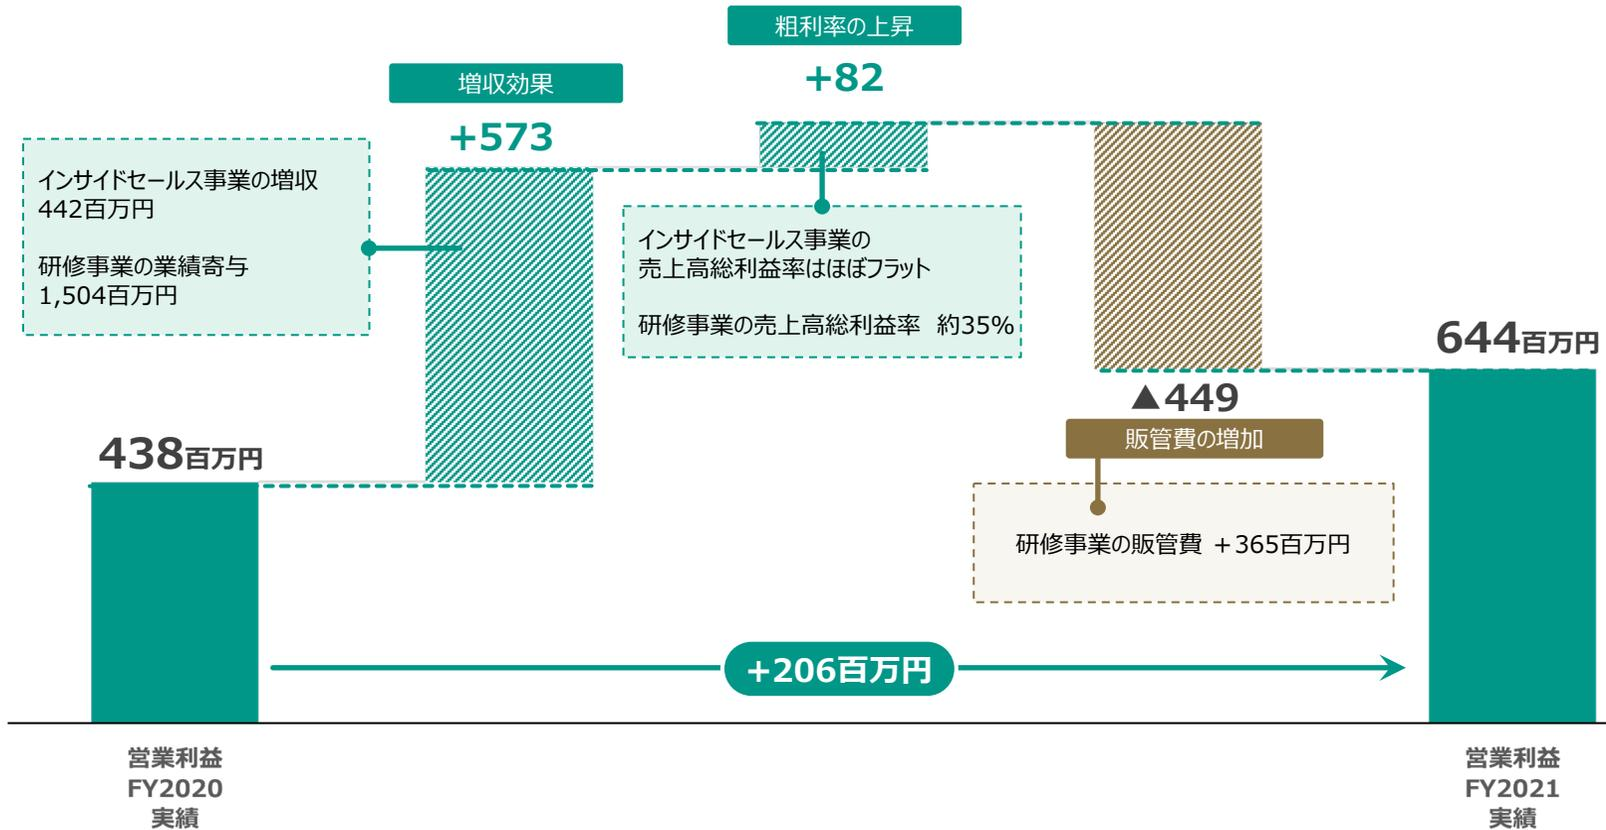 粗利率の上昇
+82
増収効果
+573
インサイドセールス事業の増収
442百万円
研修事業の業績寄与
1,504百万円
インサイドセールス事業の
売上高総利益率はほぼフラット
研修事業の売上高総利益率 約35%
644百万円
▲449
販管費の増加
438百万円
研修事業の販管費 +365百万円
+206百万円
営業利益
FY2020
実績
営業利益
FY2021
実績